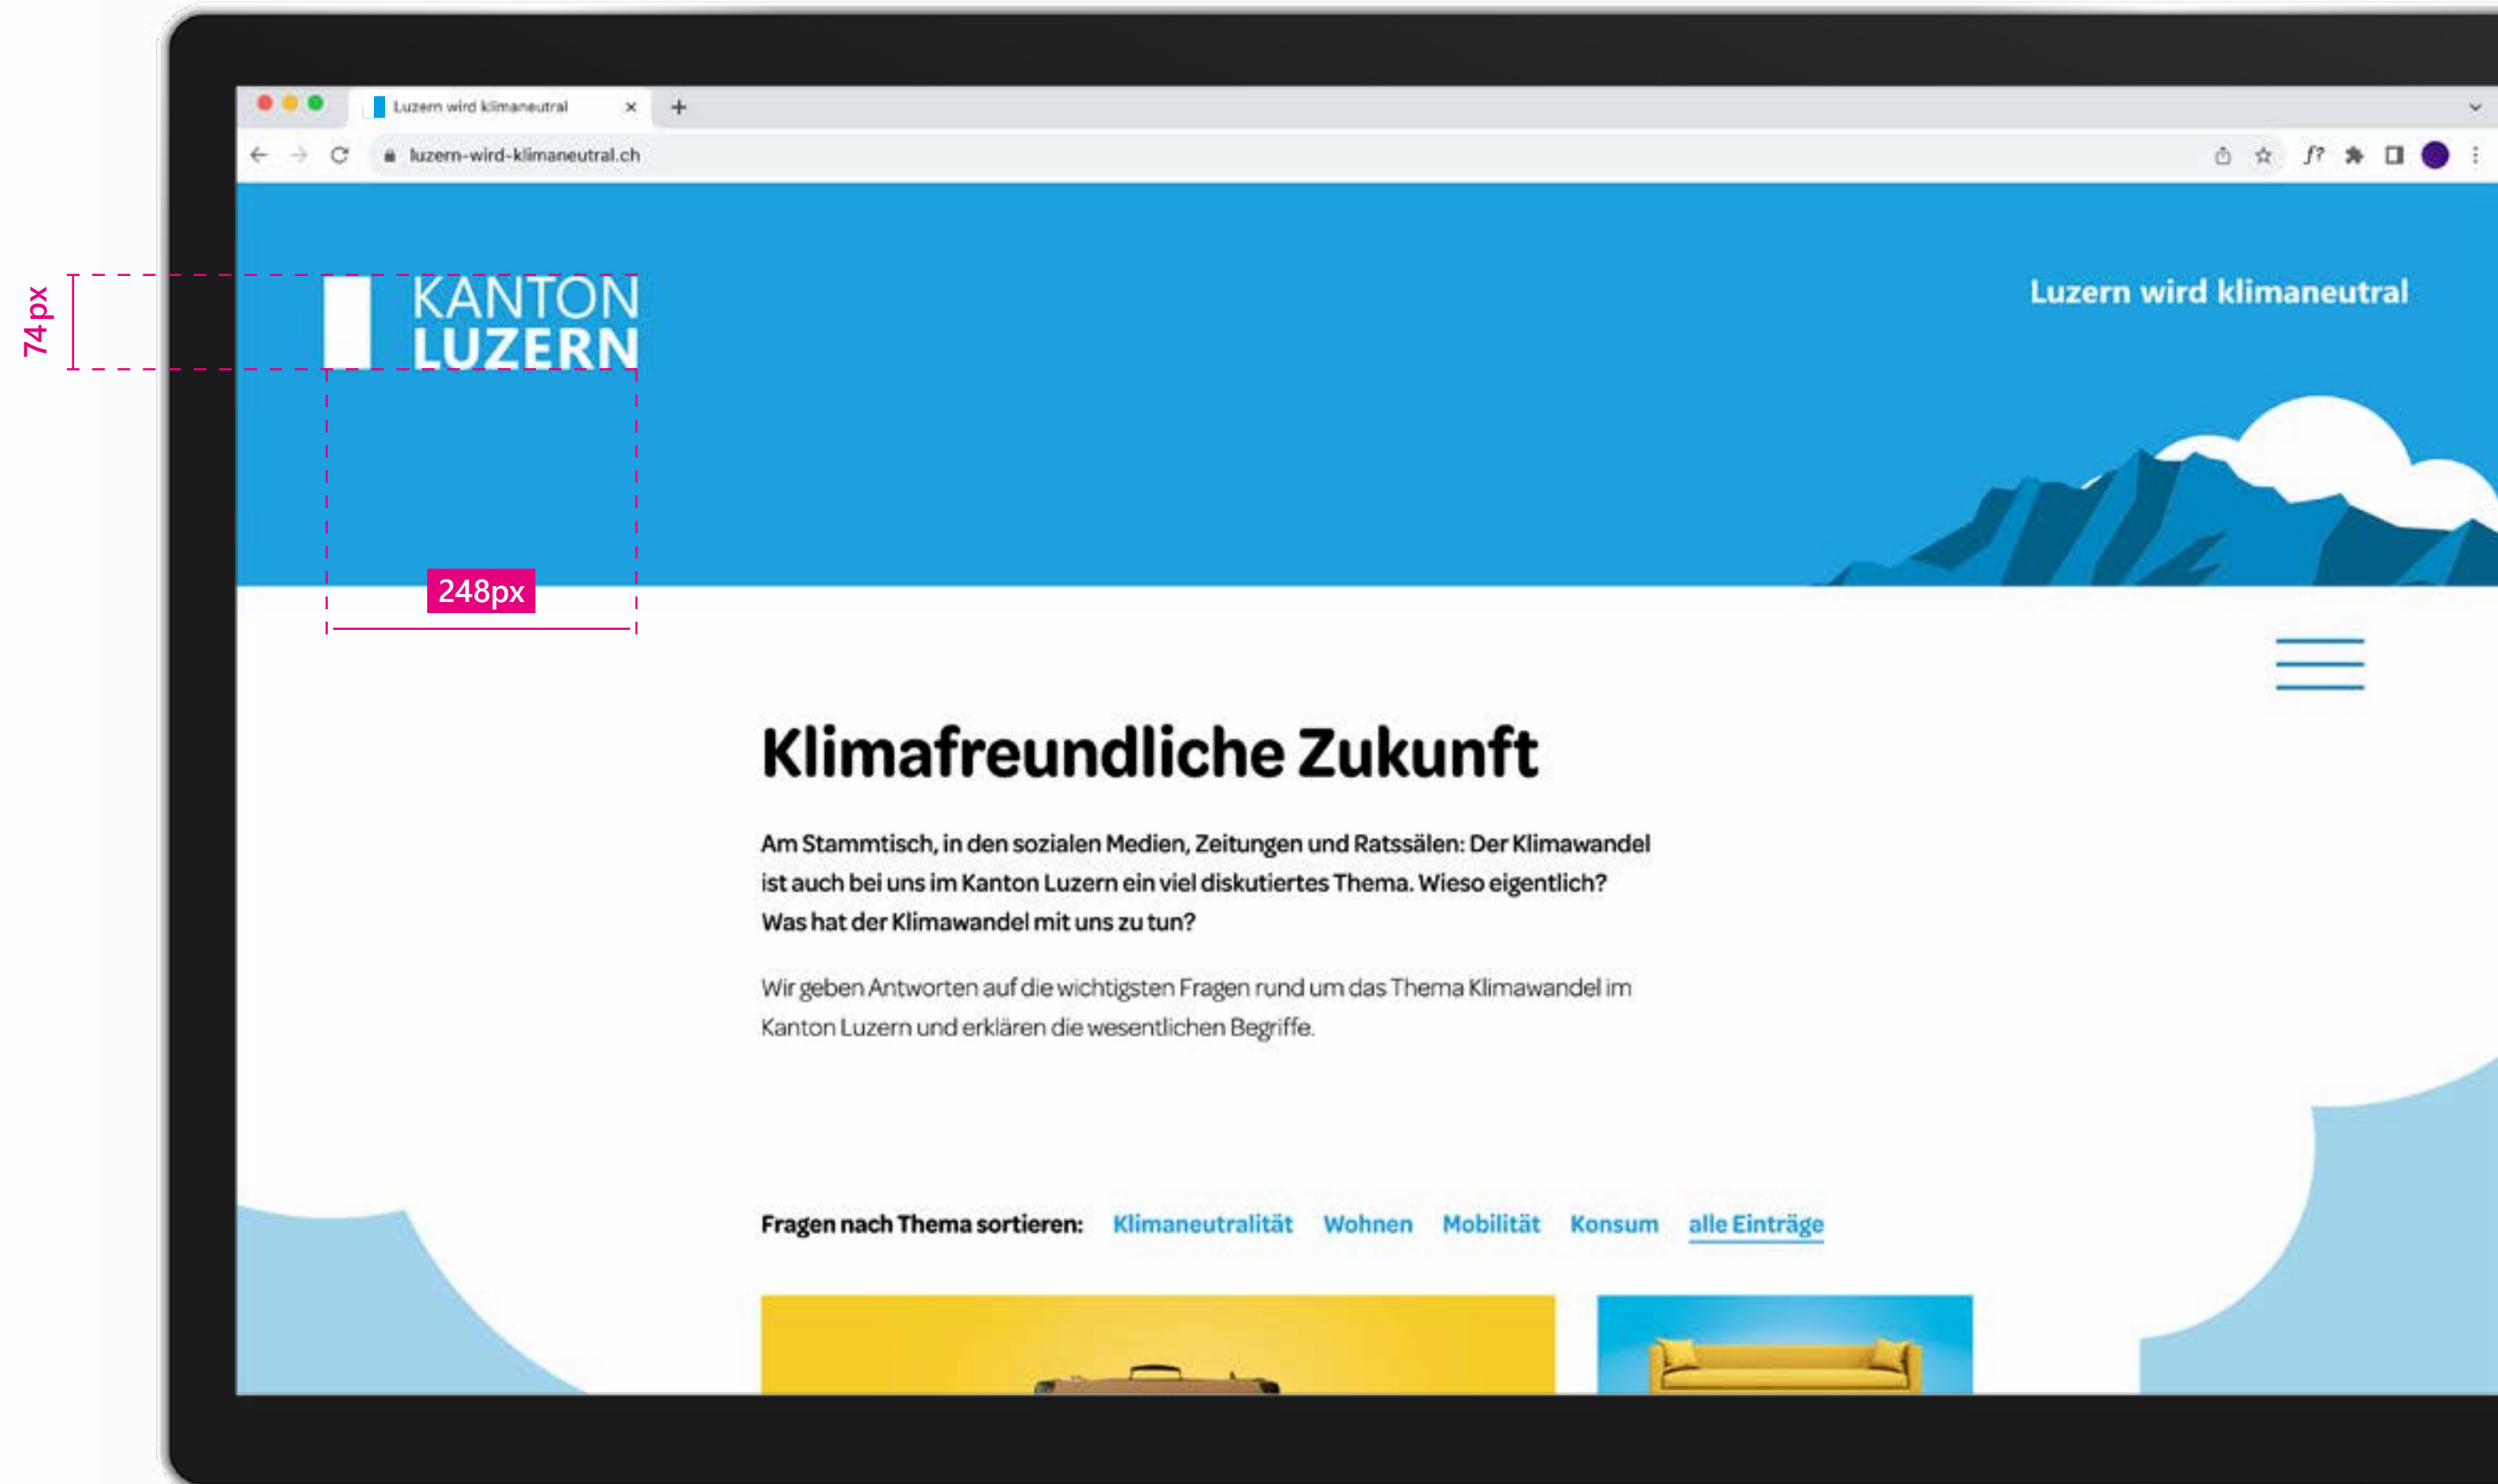 Luzern wird klimaneutral
luzern-wird-klimaneutral.ch
f?
74px
KANTON
LUZERN
Luzern wird klimaneutral
248px
Klimafreundliche Zukunft
Am Stammtisch, in den sozialen Medien, Zeitungen und Ratssälen: Der Klimawandel
ist auch bei uns im Kanton Luzern ein viel diskutiertes Thema. Wieso eigentlich?
Was hat der Klimawandel mit uns zu tun?
Wir geben Antworten auf die wichtigsten Fragen rund um das Thema Klimawandel im
Kanton Luzern und erklären die wesentlichen Begriffe.
Fragen nach Thema sortieren: Klimaneutralität Wohnen Mobilität Konsum alle Einträge